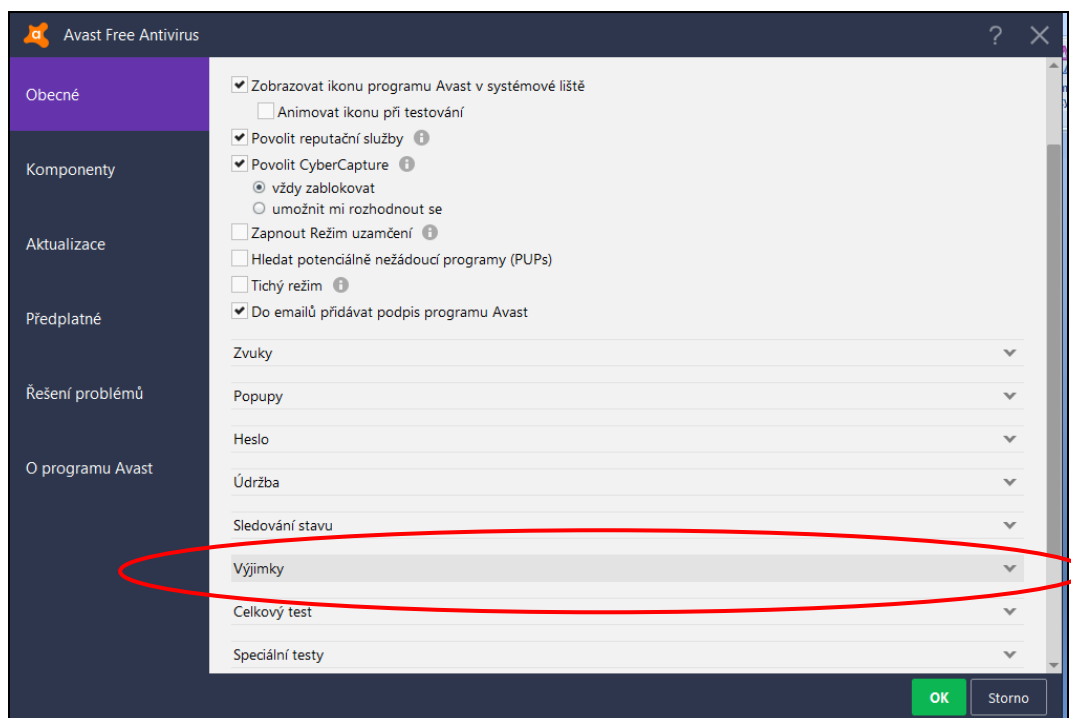 Avast Free Antivirus
?
Obecné
Komponenty
Aktualizace
Předplatné
Řešení problémů
O programu Avast
Zobrazovat ikonu programu Avast v systémové liště
Animovat ikonu při testování
Povolit reputační služby
Povolit CyberCapture
vždy zablokovat
umožnit mi rozhodnout se
Zapnout Režim uzamčení
Hledat potenciálně nežádoucí programy (PUPs)
Tichý režim
Do emailů přidávat podpis programu Avast
Zvuky
Popupy
Heslo
Údržba
Sledování stavu
Výjimky
Celkový test
Speciální testy
OK
Storno